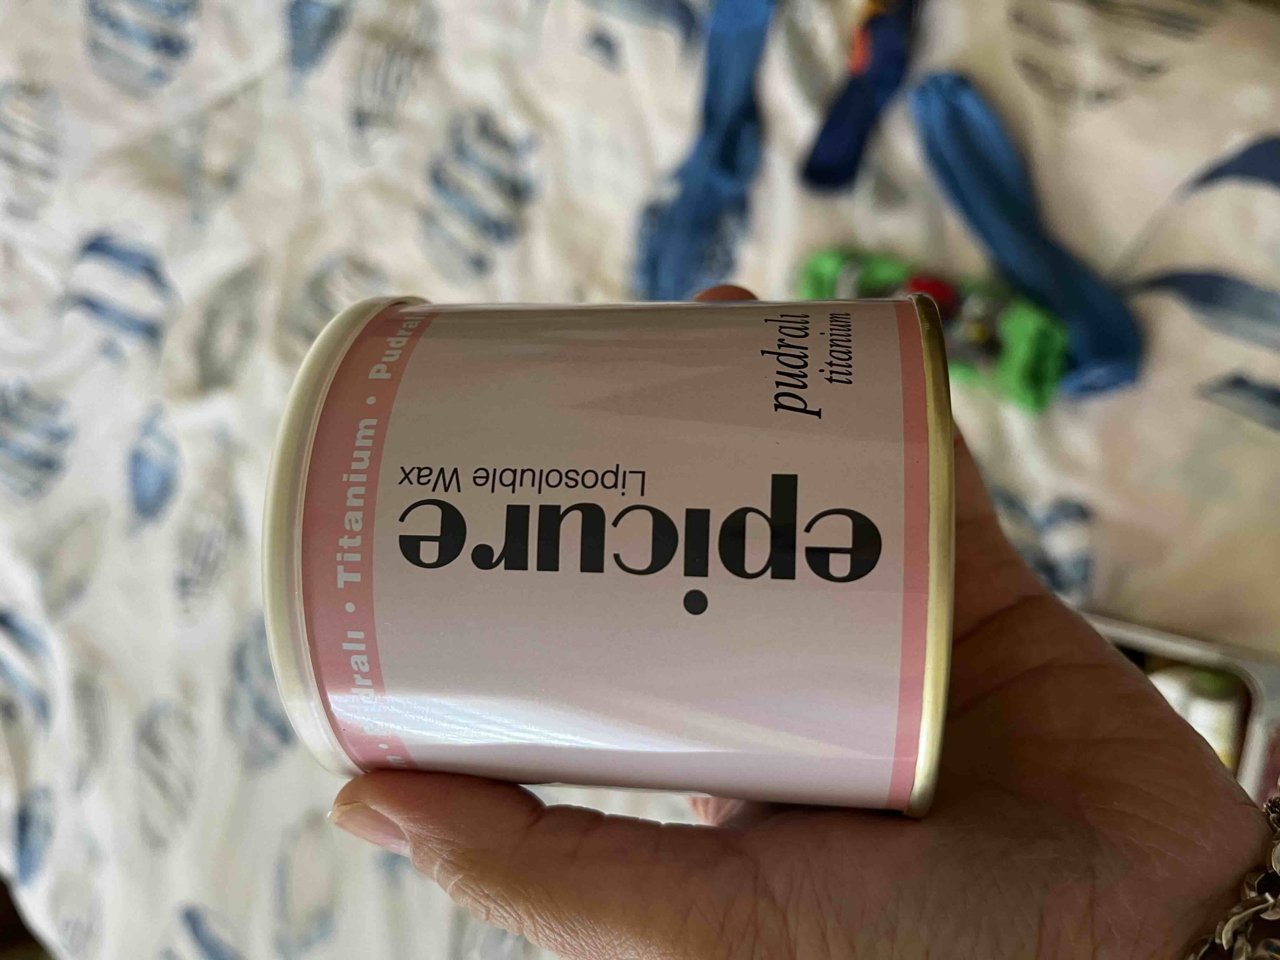 epicure
Liposoluble Wax
pudralı
titanium
Pudralı • Titanium • Pudralı